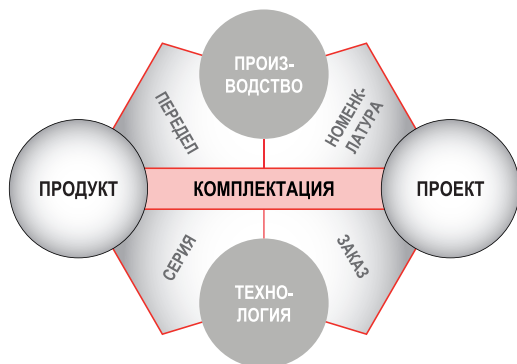 ПРОИЗ-
ВОДСТВО
ПЕРЕДЕЛ
НОМЕНК-
ЛАТУРА
ПРОДУКТ
КОМПЛЕКТАЦИЯ
ПРОЕКТ
СЕРИЯ
ЗАКАЗ
ТЕХНО-
ЛОГИЯ